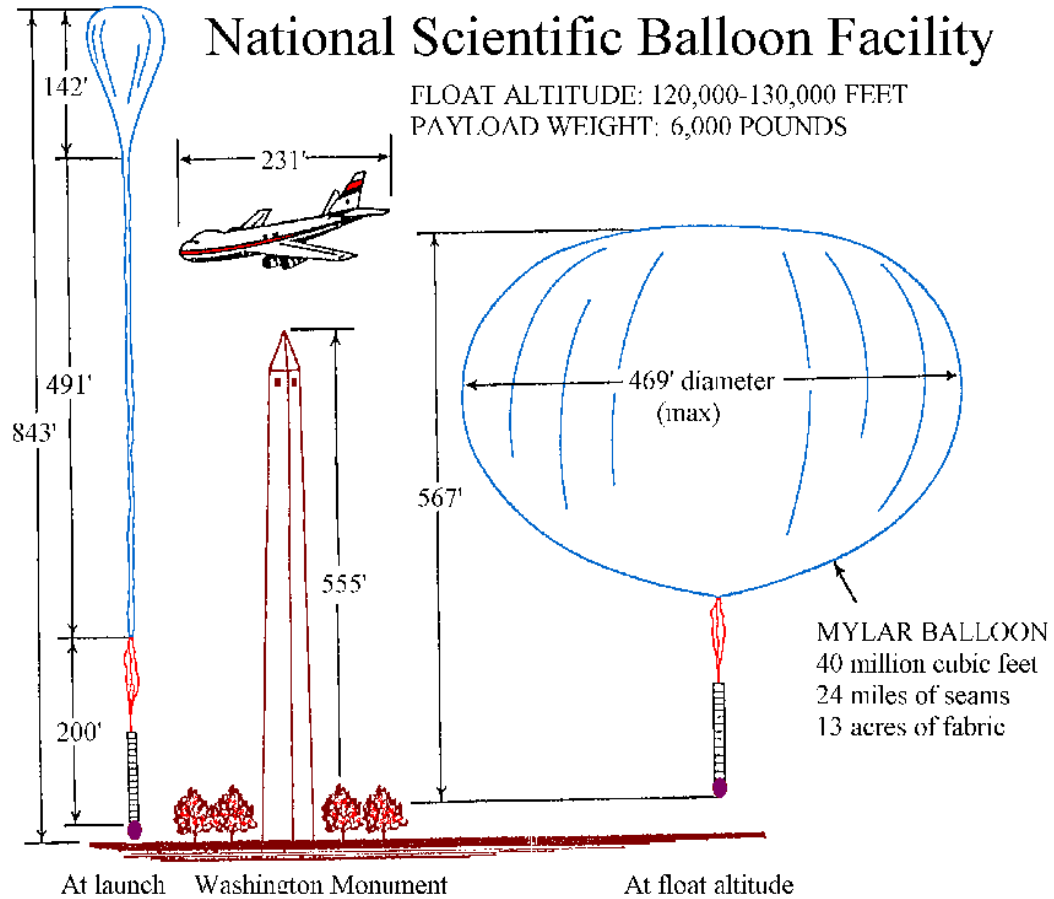 National Scientific Balloon Facility
FLOAT ALTITUDE: 120,000-130,000 FEET
PAYLOAD WEIGHT: 6,000 POUNDS
142'
231'
491'
843'
469' diameter
(max)
567'
555'
200'
MYLAR BALLOON
40 million cubic feet
24 miles of seams
13 acres of fabric
At launch
Washington Monument
At float altitude